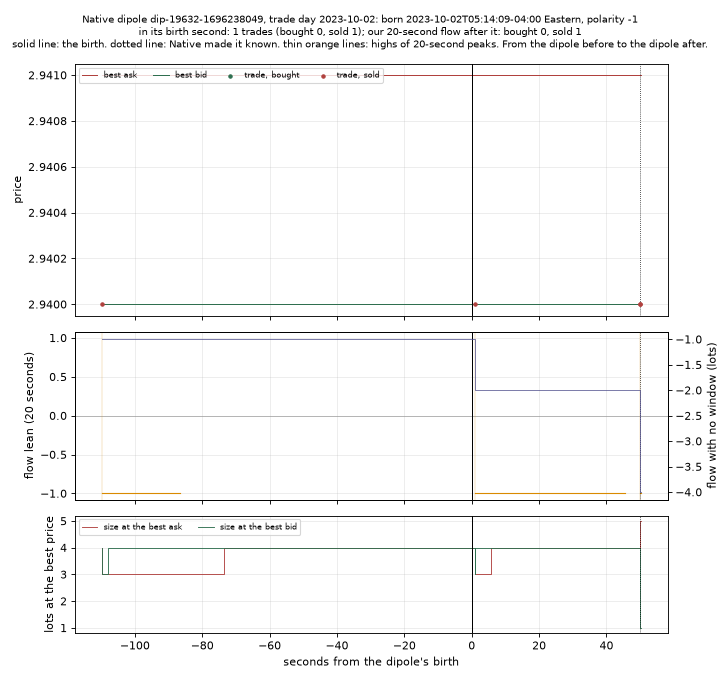 Native dipole dip-19632-1696238049, trade day 2023-10-02: born 2023-10-02T05:14:09-04:00 Eastern, polarity -1
in its birth second: 1 trades (bought 0, sold 1); our 20-second flow after it: bought 0, sold 1
solid line: the birth. dotted line: Native made it known. thin orange lines: highs of 20-second peaks. From the dipole before to the dipole after.
best ask best bid trade, bought trade, sold
2.9410
2.9408
2.9406
2.9404
2.9402
2.9400
price
1.0
0.5
0.0
−0.5
−1.0
flow lean (20 seconds)
−1.0
−1.5
−2.0
−2.5
−3.0
−3.5
−4.0
flow with no window (lots)
size at the best ask size at the best bid
5
4
3
2
1
lots at the best price
−100 −80 −60 −40 −20 0 20 40
seconds from the dipole's birth